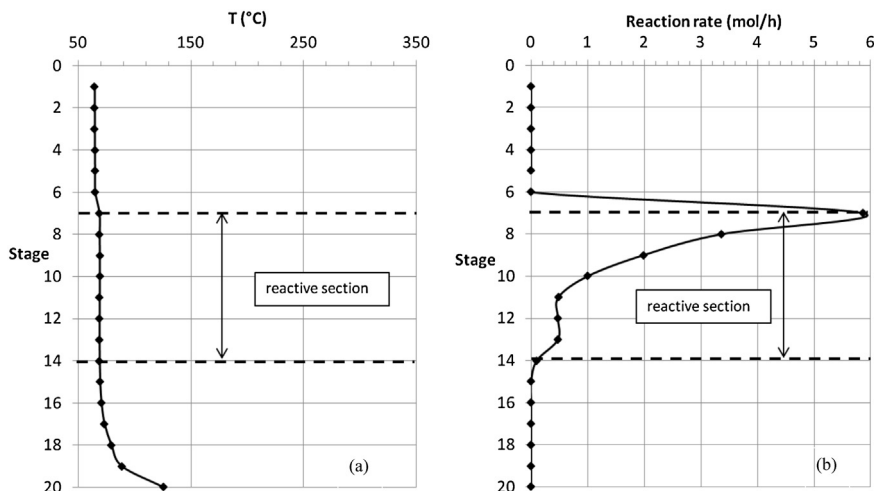 T (°C)
50 150 250 350
0
2
4
6
8
Stage
10
12
14
16
18
20
reactive section
(a)
Reaction rate (mol/h)
0 1 2 3 4 5 6
0
2
4
6
8
Stage
10
12
14
16
18
20
reactive section
(b)